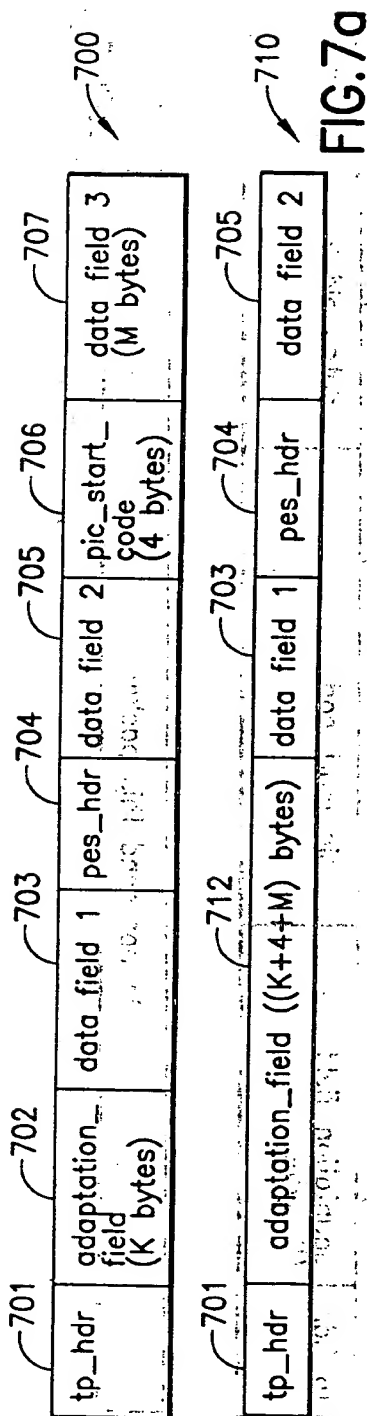 701
702
703
704
705
706
707
700
tp_hdr
adaptation_
field
(K bytes)
data field 1
pes_hdr
data field 2
pic_start_
code
(4 bytes)
data field 3
(M bytes)
701
712
703
704
705
710
tp_hdr
adaptation_field ((K+4+M) bytes)
data field 1
pes_hdr
data field 2
FIG.7a